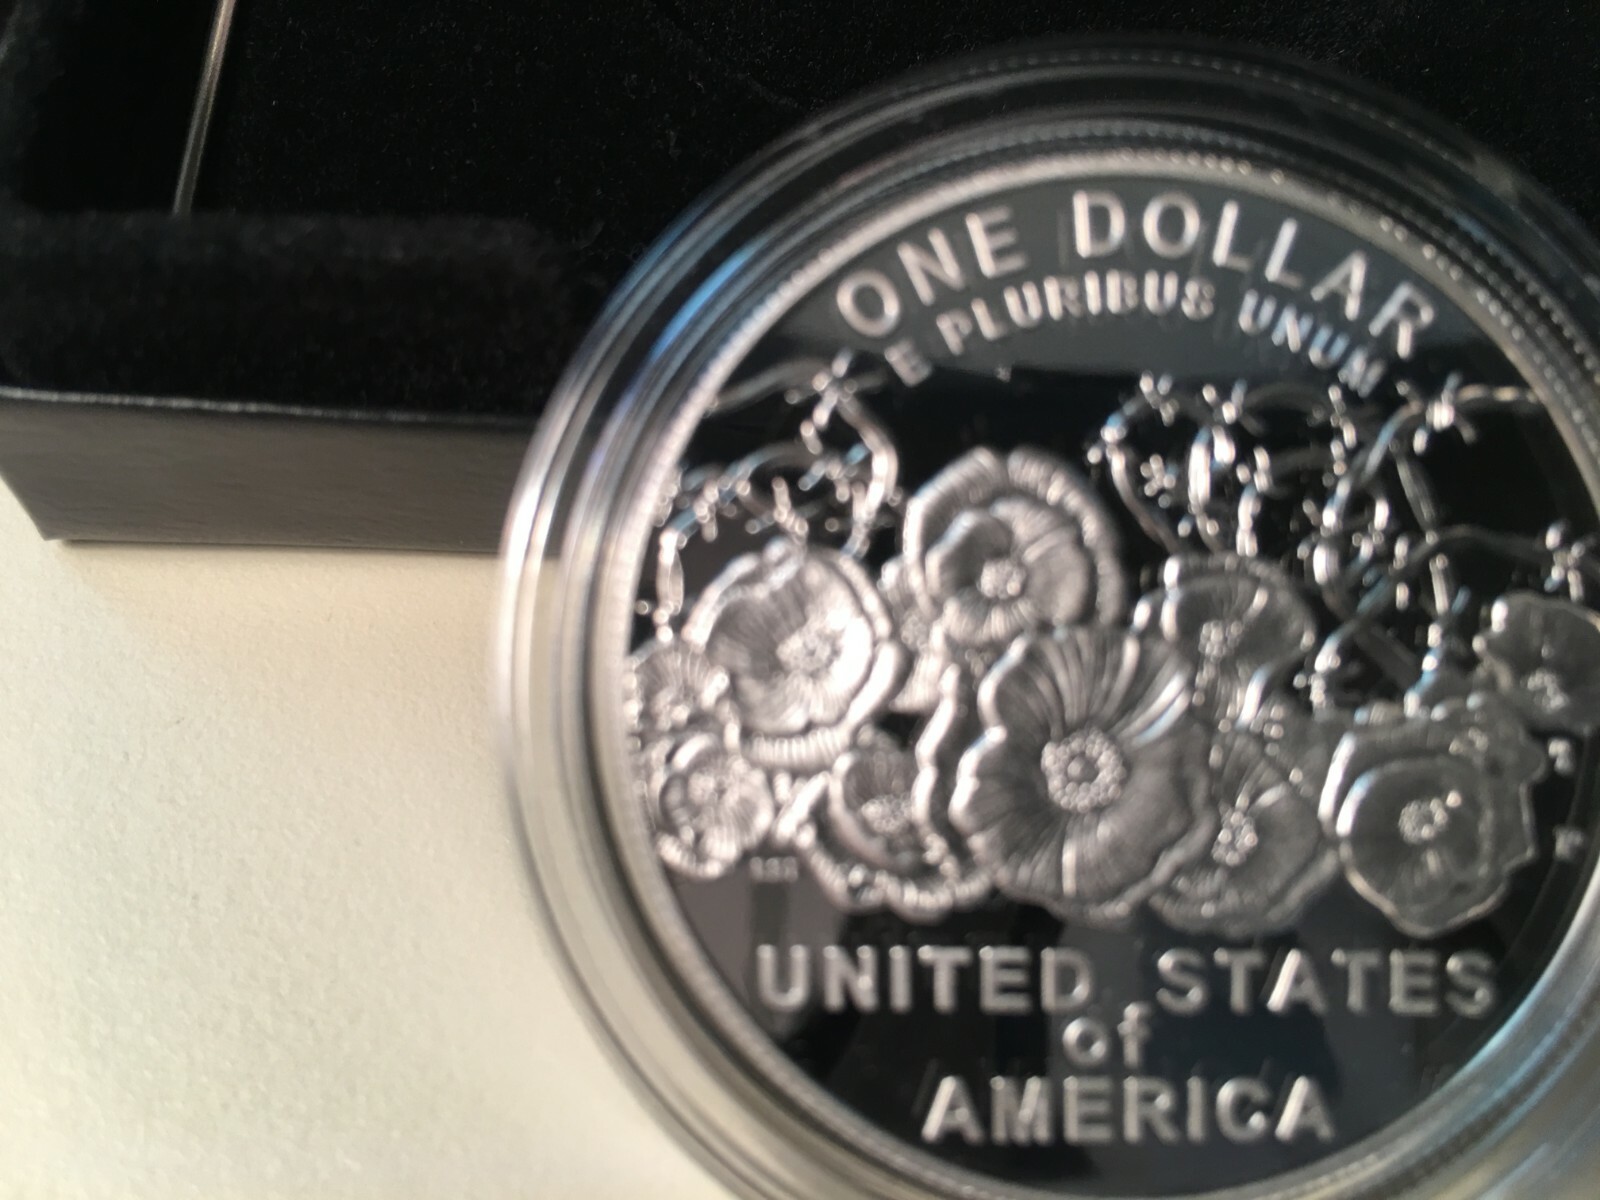 ONE DOLLAR
E PLURIBUS UNUM
UNITED STATES
of
AMERICA